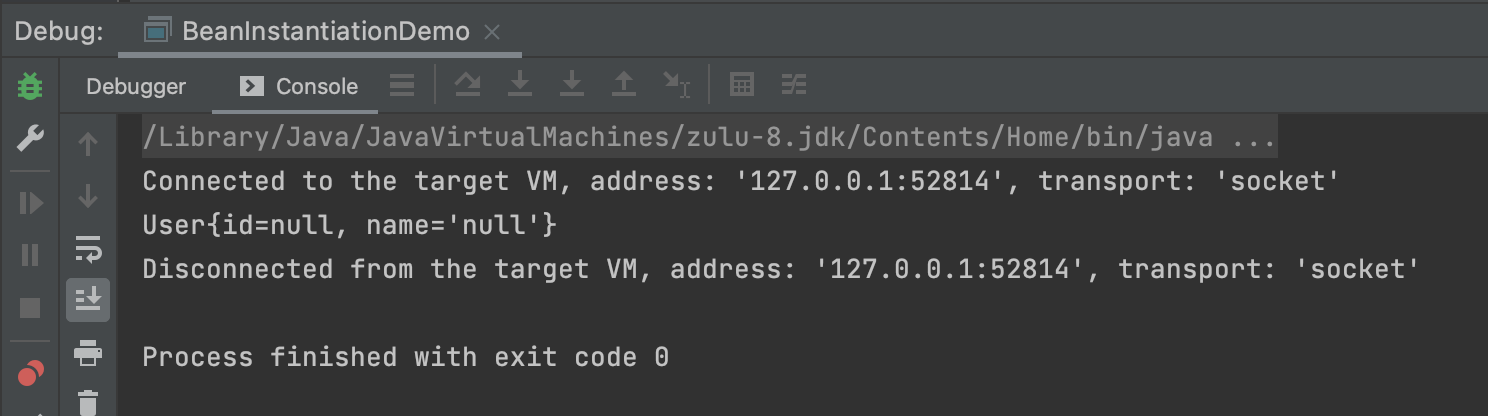 Debug: BeanInstantiationDemo
Debugger Console
/Library/Java/JavaVirtualMachines/zulu-8.jdk/Contents/Home/bin/java ...
Connected to the target VM, address: '127.0.0.1:52814', transport: 'socket'
User{id=null, name='null'}
Disconnected from the target VM, address: '127.0.0.1:52814', transport: 'socket'
Process finished with exit code 0